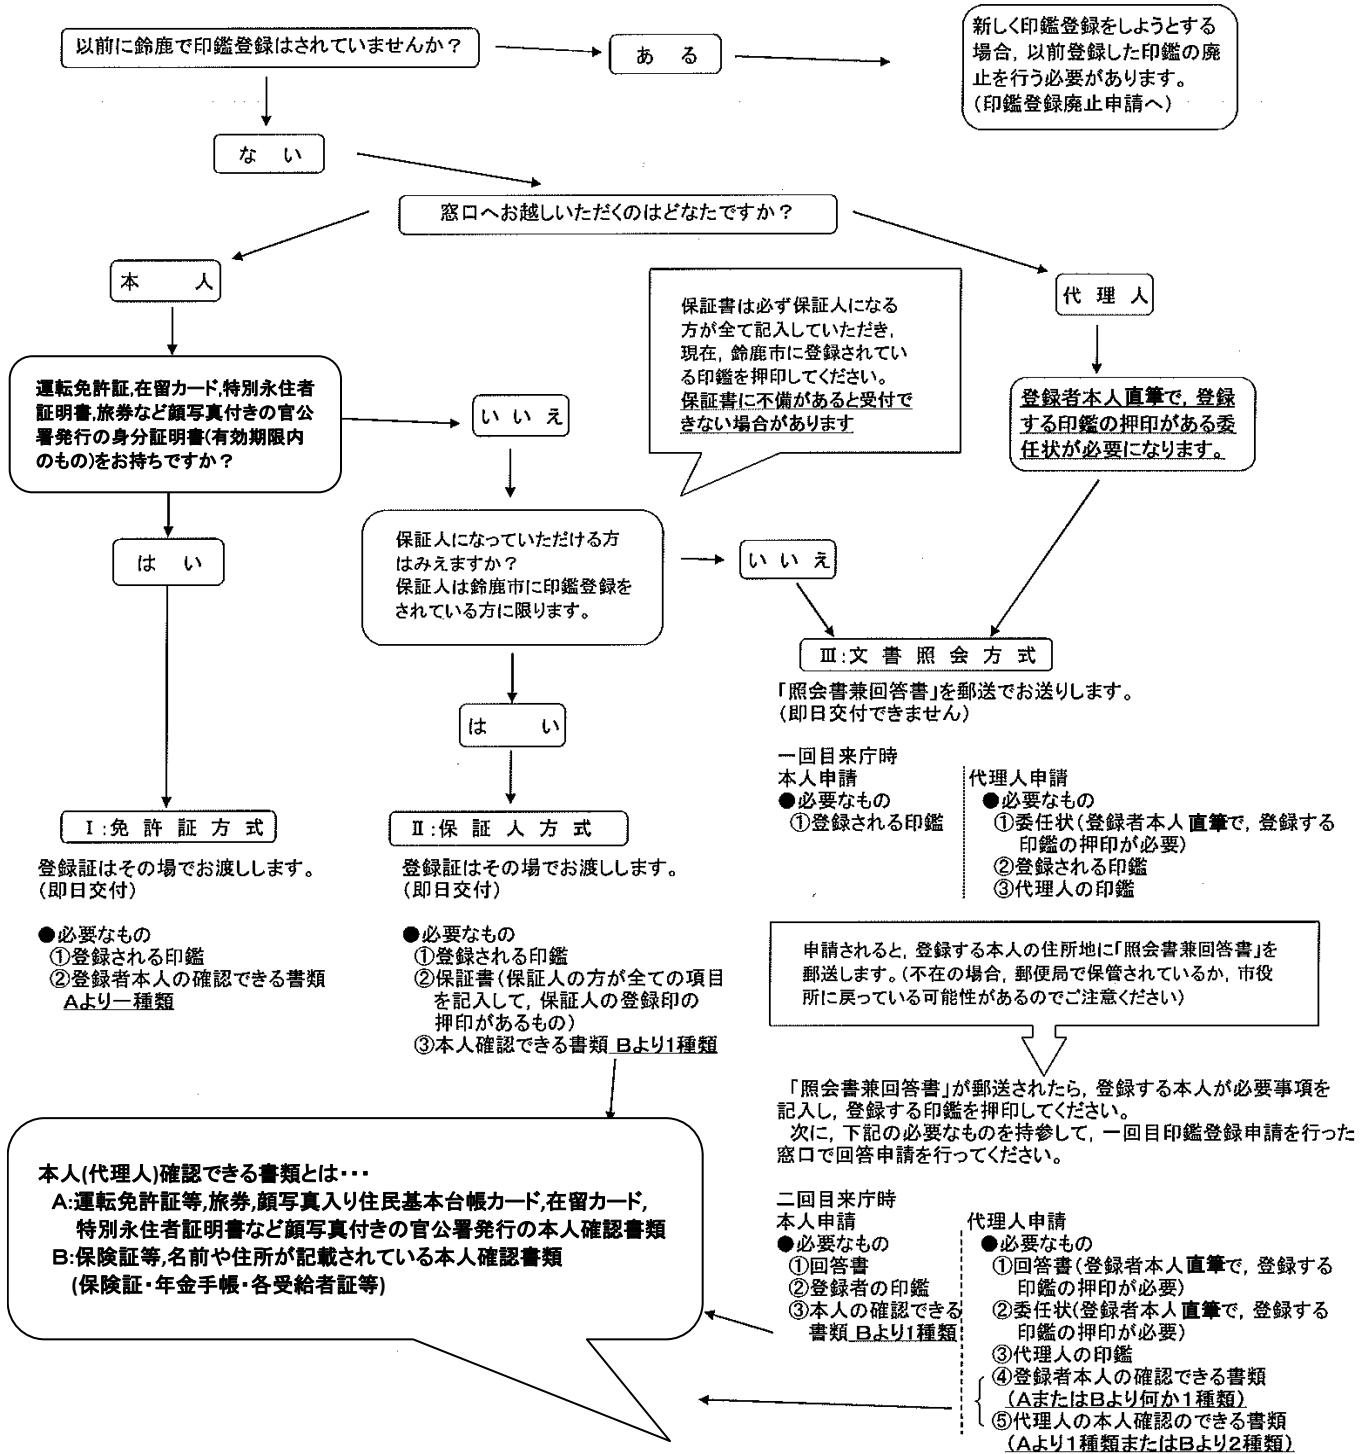 以前に鈴鹿で印鑑登録はされていませんか？
ある
新しく印鑑登録をしようとする
場合，以前登録した印鑑の廃
止を行う必要があります。
（印鑑登録廃止申請へ）
ない
窓口へお越しいただくのはどなたですか？
本　人
代理人
保証書は必ず保証人になる
方が全て記入していただき，
現在，鈴鹿市に登録されてい
る印鑑を押印してください。
保証書に不備があると受付で
きない場合があります
運転免許証,在留カード,特別永住者
証明書,旅券など顔写真付きの官公
署発行の身分証明書(有効期限内
のもの)をお持ちですか？
いいえ
登録者本人直筆で，登録
する印鑑の押印がある委
任状が必要になります。
はい
保証人になっていただける方
はみえますか？
保証人は鈴鹿市に印鑑登録を
されている方に限ります。
いいえ
はい
Ⅲ：文書照会方式
「照会書兼回答書」を郵送でお送りします。
（即日交付できません）
一回目来庁時
本人申請
●必要なもの
①登録される印鑑
代理人申請
●必要なもの
①委任状（登録者本人直筆で，登録する
印鑑の押印が必要）
②登録される印鑑
③代理人の印鑑
Ⅰ：免許証方式
登録証はその場でお渡しします。
（即日交付）
●必要なもの
①登録される印鑑
②登録者本人の確認できる書類
Aより一種類
Ⅱ：保証人方式
登録証はその場でお渡しします。
（即日交付）
●必要なもの
①登録される印鑑
②保証書（保証人の方が全ての項目
を記入して，保証人の登録印の
押印があるもの）
③本人確認できる書類 Bより1種類
申請されると，登録する本人の住所地に「照会書兼回答書」を
郵送します。（不在の場合，郵便局で保管されているか，市役
所に戻っている可能性があるのでご注意ください）
「照会書兼回答書」が郵送されたら，登録する本人が必要事項を
記入し，登録する印鑑を押印してください。
次に，下記の必要なものを持参して，一回目印鑑登録申請を行った
窓口で回答申請を行ってください。
本人(代理人)確認できる書類とは・・・
A:運転免許証等,旅券,顔写真入り住民基本台帳カード,在留カード,
特別永住者証明書など顔写真付きの官公署発行の本人確認書類
B:保険証等,名前や住所が記載されている本人確認書類
(保険証・年金手帳・各受給者証等)
二回目来庁時
本人申請
●必要なもの
①回答書
②登録者の印鑑
③本人の確認できる
書類 Bより1種類
代理人申請
●必要なもの
①回答書（登録者本人直筆で，登録する
印鑑の押印が必要）
②委任状（登録者本人直筆で，登録する
印鑑の押印が必要）
③代理人の印鑑
④登録者本人の確認できる書類
（AまたはBより何か1種類）
⑤代理人の本人確認のできる書類
（Aより1種類またはBより2種類）